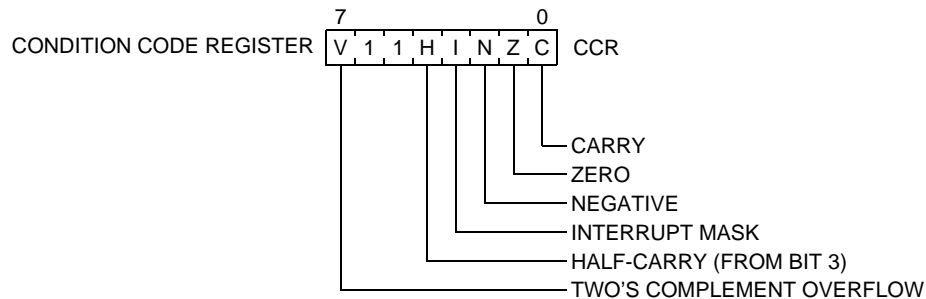 7 0
CONDITION CODE REGISTER V 1 1 H I N Z C CCR
CARRY
ZERO
NEGATIVE
INTERRUPT MASK
HALF-CARRY (FROM BIT 3)
TWO'S COMPLEMENT OVERFLOW